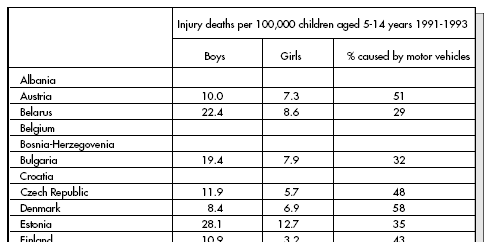 Injury deaths per 100,000 children aged 5-14 years 1991-1993
Boys Girls % caused by motor vehicles
Albania
Austria 10.0 7.3 51
Belarus 22.4 8.6 29
Belgium
Bosnia-Herzegovenia
Bulgaria 19.4 7.9 32
Croatia
Czech Republic 11.9 5.7 48
Denmark 8.4 6.9 58
Estonia 28.1 12.7 35
Finland 10.9 3.2 43